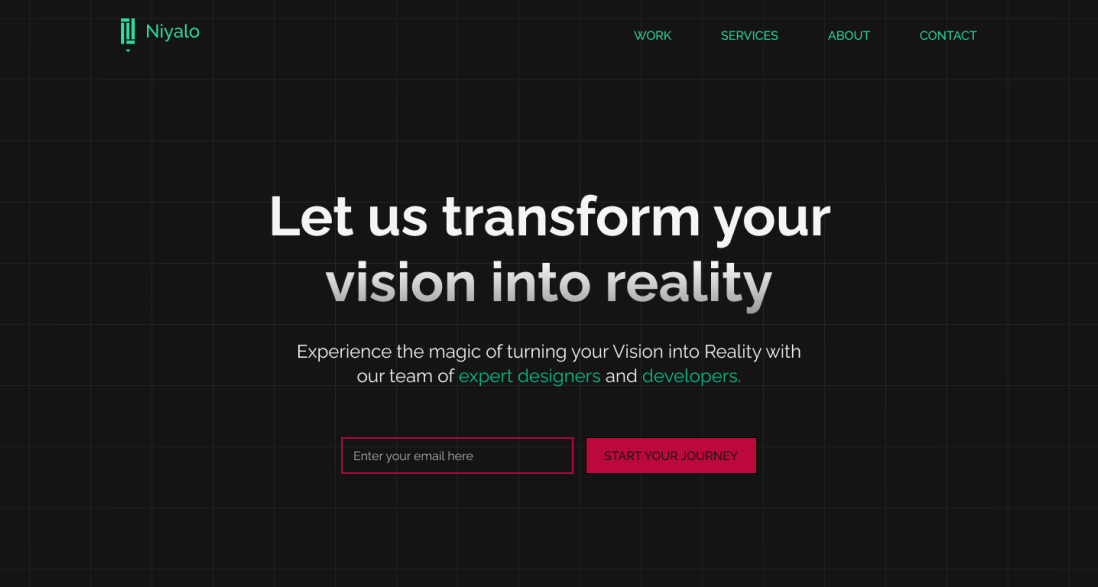 Niyalo
WORK SERVICES ABOUT CONTACT
Let us transform your
vision into reality
Experience the magic of turning your Vision into Reality with
our team of expert designers and developers.
Enter your email here
START YOUR JOURNEY